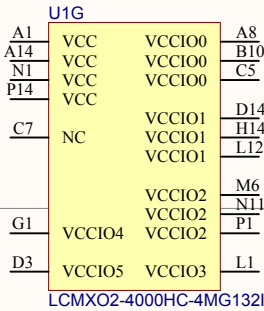 U1G
A1 VCC VCCIO0 A8
A14 VCC VCCIO0 B10
N1 VCC VCCIO0 C5
P14 VCC
VCCIO1 D14
C7 NC VCCIO1 H14
VCCIO1 L12
VCCIO2 M6
VCCIO2 N11
G1 VCCIO4 VCCIO2 P1
D3 VCCIO5 VCCIO3 L1
LCMXO2-4000HC-4MG132I